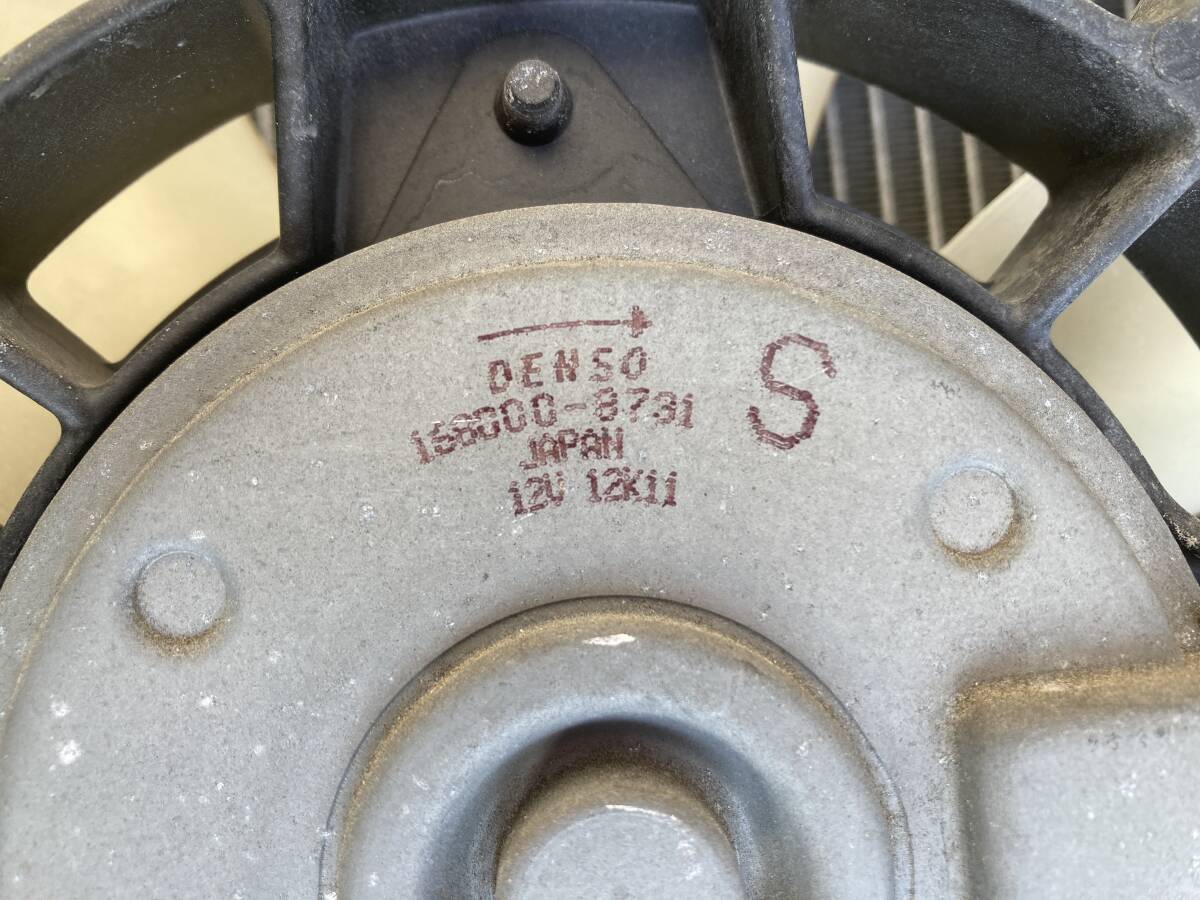 DENSO
S
168000-8731
JAPAN
12V 12K11